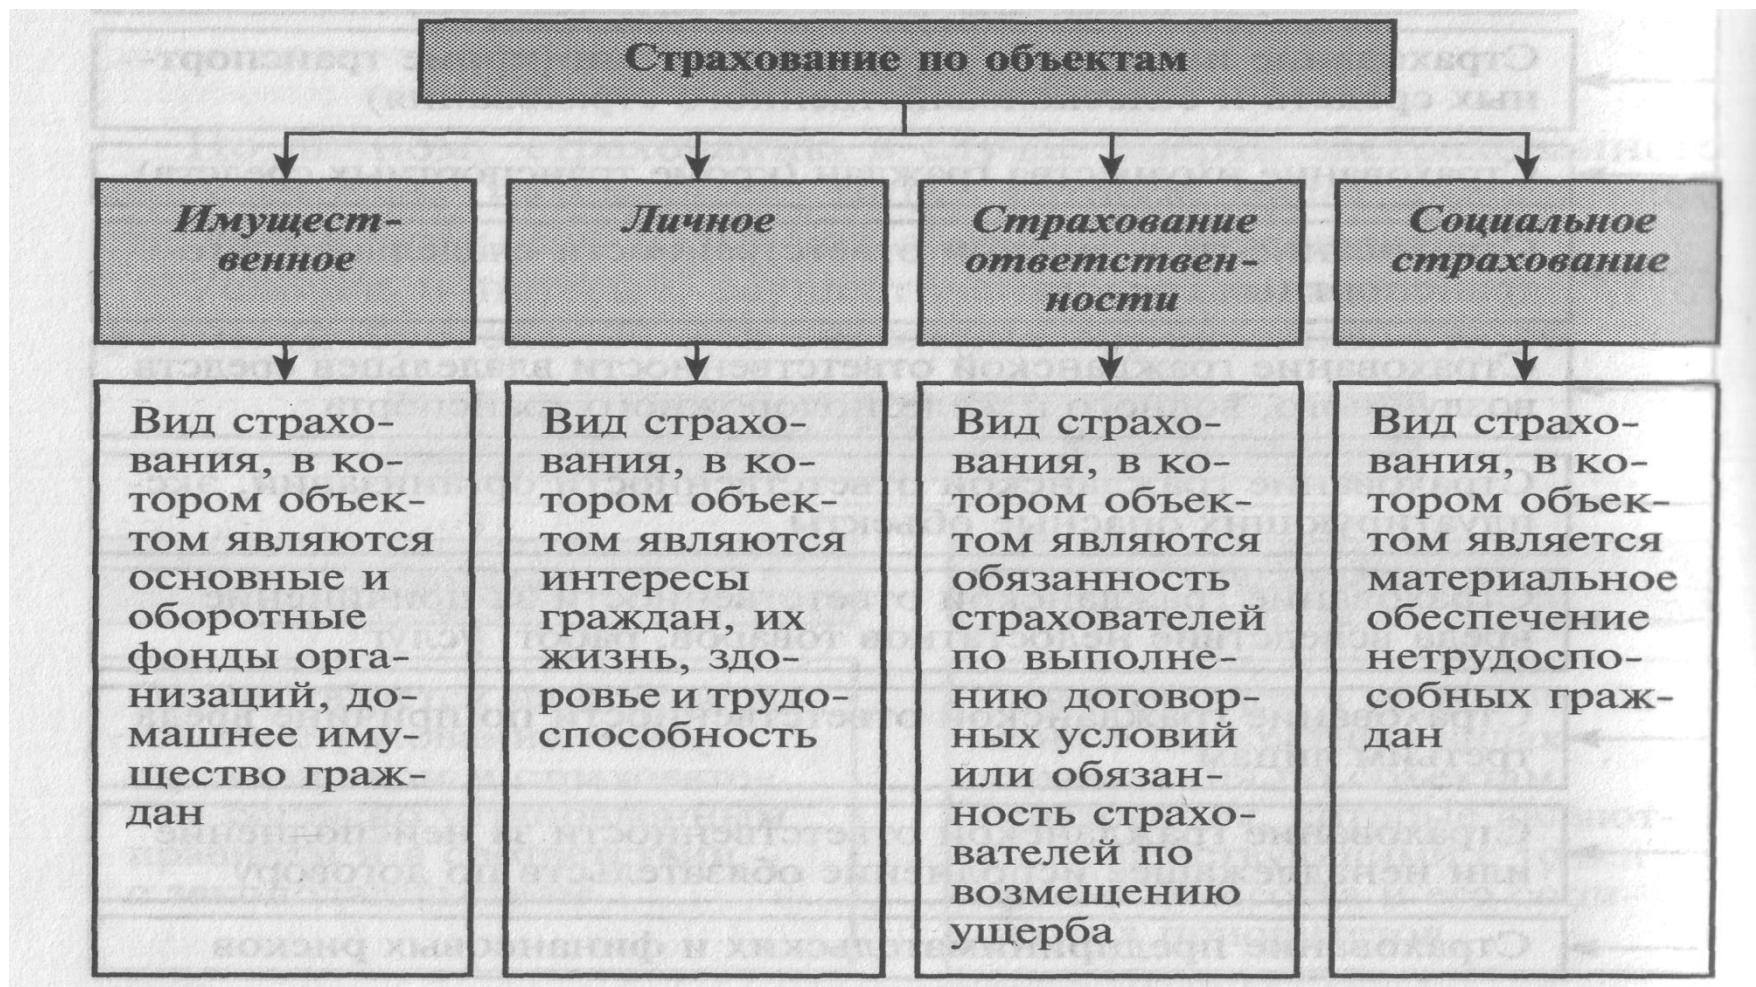 Страхование по объектам
Имущест-
венное
Личное
Страхование
ответствен-
ности
Социальное
страхование
Вид страхо-
вания, в ко-
тором объек-
том являются
основные и
оборотные
фонды орга-
низаций, до-
машнее иму-
щество граж-
дан
Вид страхо-
вания, в ко-
тором объек-
том являются
интересы
граждан, их
жизнь, здо-
ровье и трудо-
способность
Вид страхо-
вания, в ко-
тором объек-
том являются
обязанность
страхователей
по выполне-
нию договор-
ных условий
или обязан-
ность страхо-
вателей по
возмещению
ущерба
Вид страхо-
вания, в ко-
тором объек-
том является
материальное
обеспечение
нетрудоспо-
собных граж-
дан